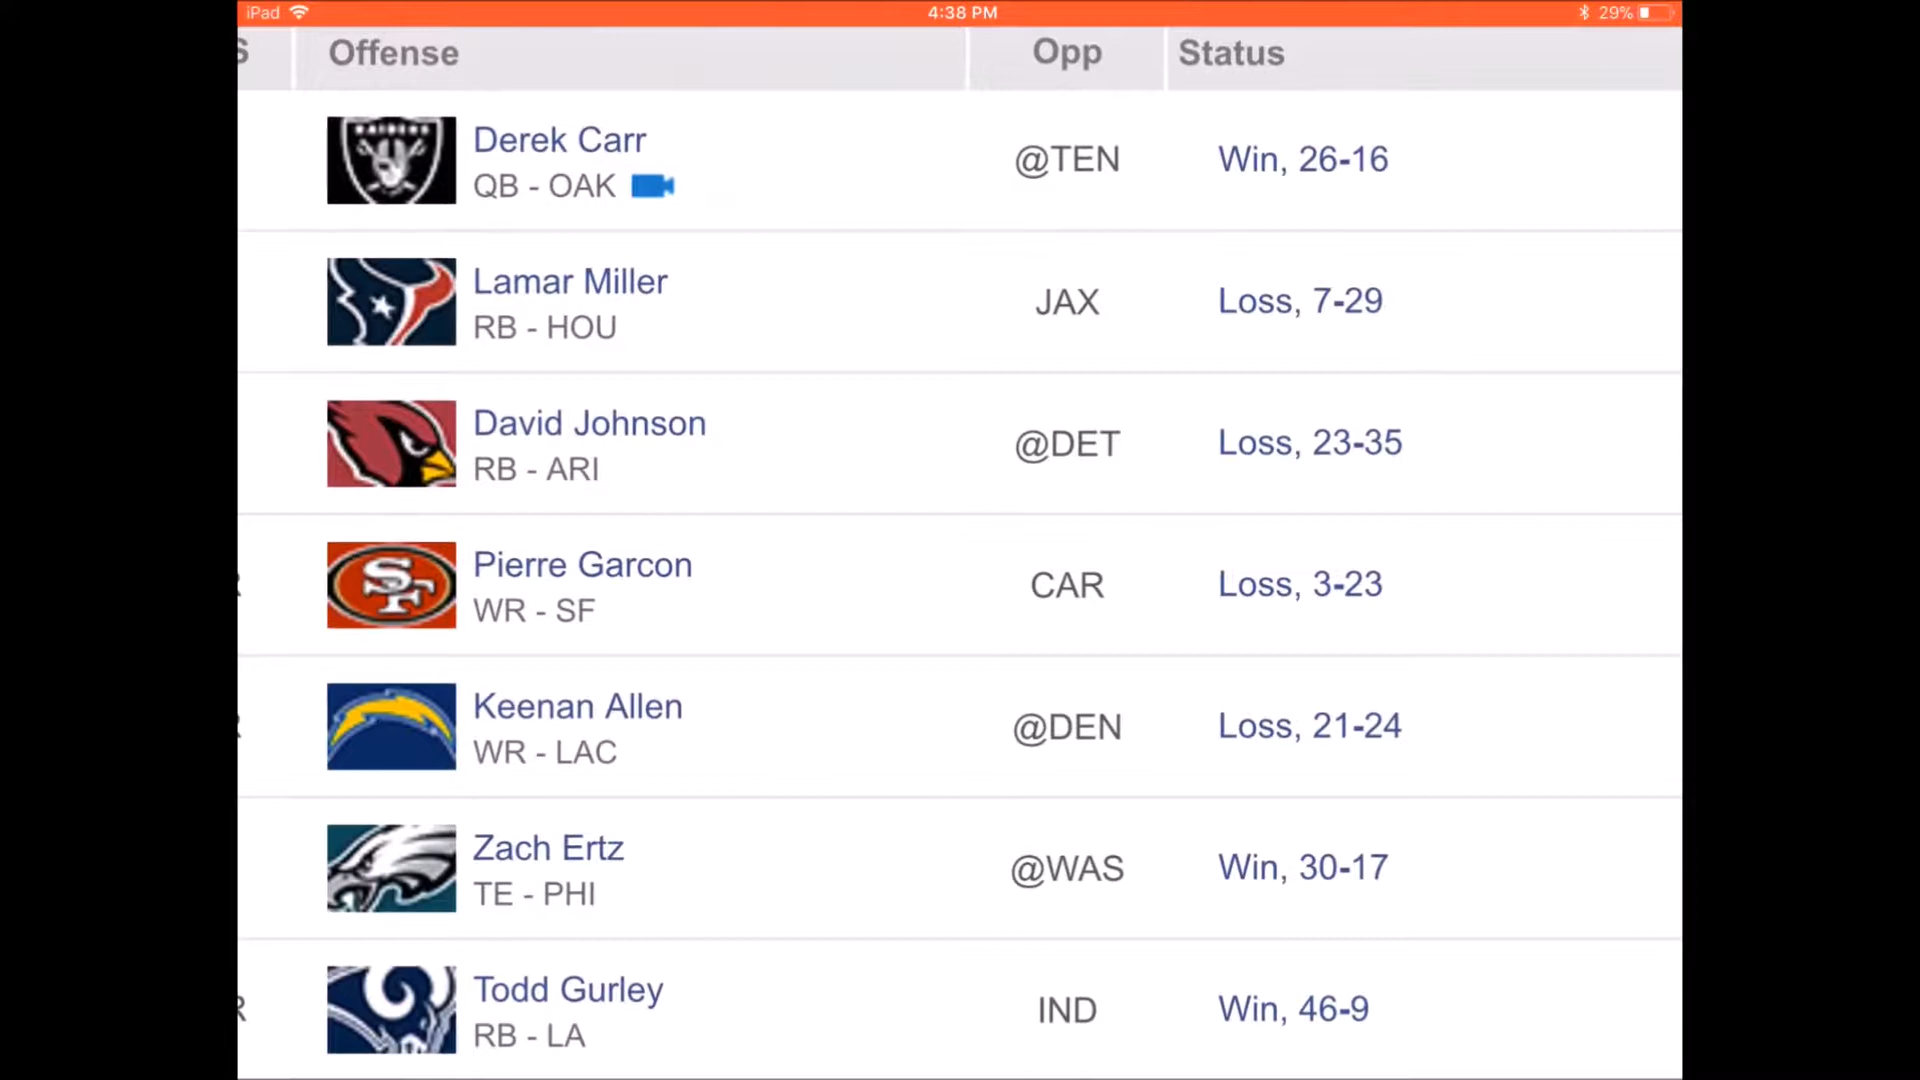 iPad 4:38 PM 29%
S Offense Opp Status
RAIDERS
Derek Carr @TEN Win, 26-16
QB - OAK
Lamar Miller JAX Loss, 7-29
RB - HOU
David Johnson @DET Loss, 23-35
RB - ARI
SF
Pierre Garcon CAR Loss, 3-23
WR - SF
Keenan Allen @DEN Loss, 21-24
WR - LAC
Zach Ertz @WAS Win, 30-17
TE - PHI
Todd Gurley IND Win, 46-9
R
RB - LA